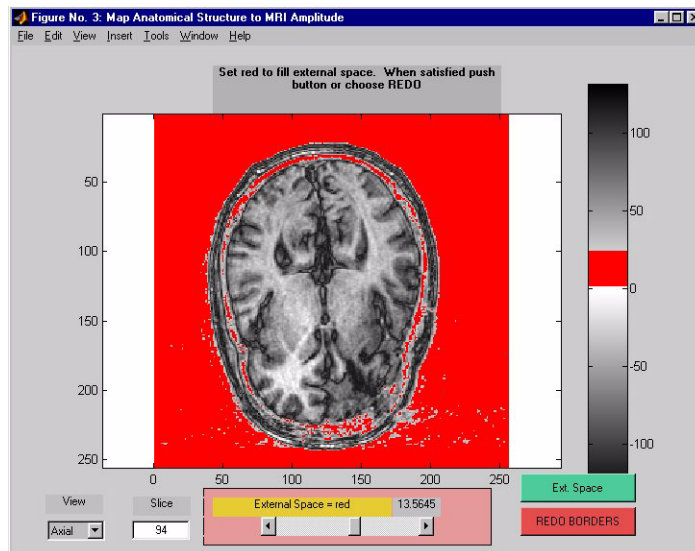 Figure No. 3: Map Anatomical Structure to MRI Amplitude
File Edit View Insert Tools Window Help
Set red to fill external space. When satisfied push
button or choose REDO
50
100
150
200
250
0
50
100
150
200
250
100
50
0
-50
-100
View
Slice
External Space = red
13.5645
Ext. Space
Axial
94
REDO BORDERS